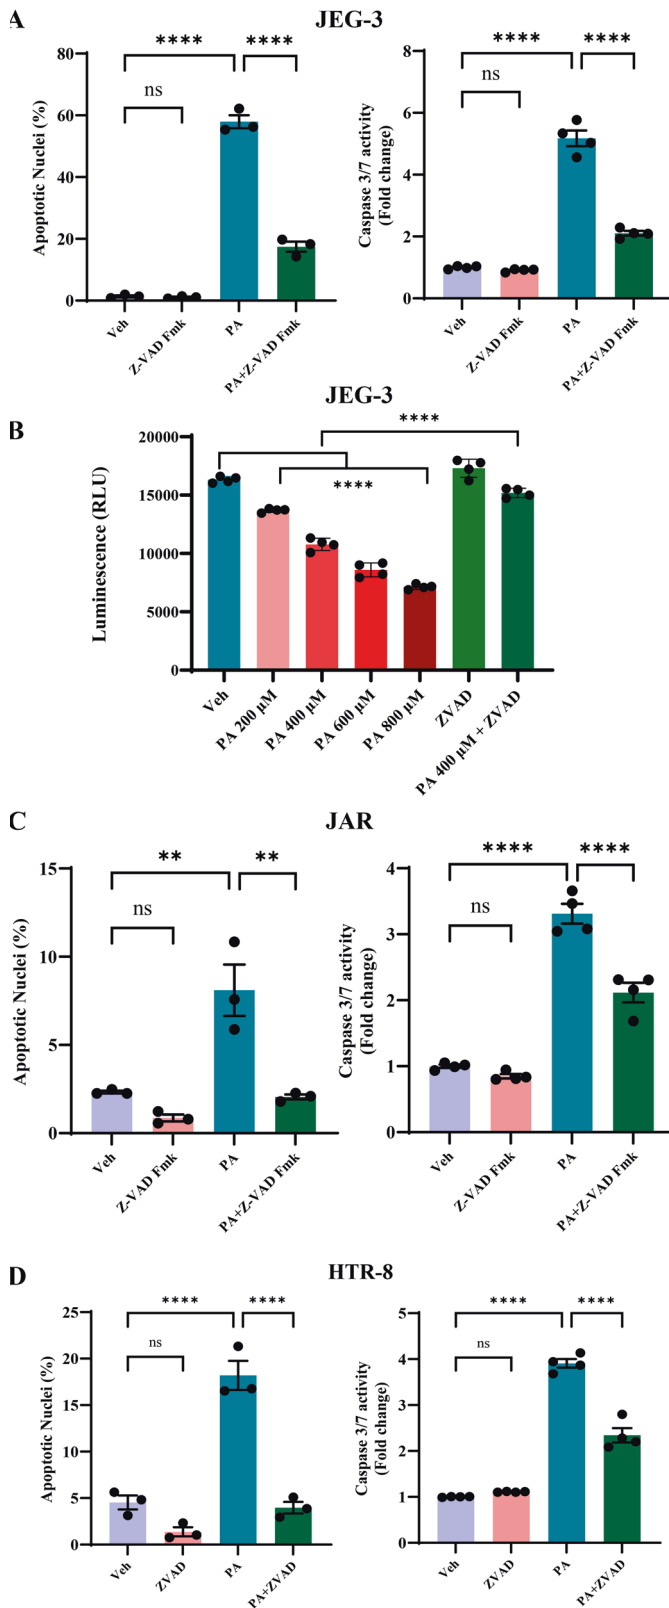 A
JEG-3
**** ****
ns
Apoptotic Nuclei (%)
80
60
40
20
0
Veh
Z-VAD Fmk
PA
PA+Z-VAD Fmk
**** ****
ns
Caspase 3/7 activity
(Fold change)
8
6
4
2
0
Veh
Z-VAD Fmk
PA
PA+Z-VAD Fmk
JEG-3
B
****
****
Luminescence (RLU)
20000
15000
10000
5000
0
Veh
PA 200 µM
PA 400 µM
PA 600 µM
PA 800 µM
ZVAD
PA 400 µM + ZVAD
C
JAR
** **
ns
Apoptotic Nuclei (%)
15
10
5
0
Veh
Z-VAD Fmk
PA
PA+Z-VAD Fmk
**** ****
ns
Caspase 3/7 activity
(Fold change)
4
3
2
1
0
Veh
Z-VAD Fmk
PA
PA+Z-VAD Fmk
D
HTR-8
**** ****
ns
Apoptotic Nuclei (%)
25
20
15
10
5
0
Veh
ZVAD
PA
PA+ZVAD
**** ****
ns
Caspase 3/7 activity
(Fold change)
5
4
3
2
1
0
Veh
ZVAD
PA
PA+ZVAD